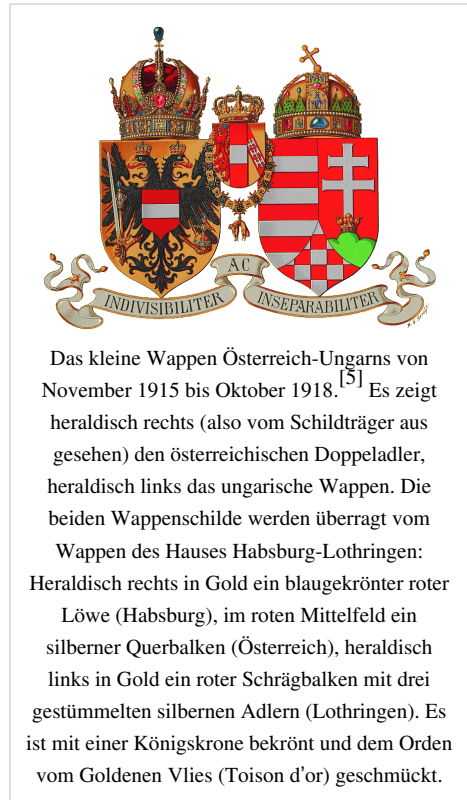 INDIVISIBILITER AC INSEPARABILITER
Das kleine Wappen Österreich-Ungarns von
November 1915 bis Oktober 1918.[5] Es zeigt
heraldisch rechts (also vom Schildträger aus
gesehen) den österreichischen Doppeladler,
heraldisch links das ungarische Wappen. Die
beiden Wappenschilde werden überragt vom
Wappen des Hauses Habsburg-Lothringen:
Heraldisch rechts in Gold ein blaugekrönter roter
Löwe (Habsburg), im roten Mittelfeld ein
silberner Querbalken (Österreich), heraldisch
links in Gold ein roter Schrägbalken mit drei
gestümmelten silbernen Adlern (Lothringen). Es
ist mit einer Königskrone bekrönt und dem Orden
vom Goldenen Vlies (Toison d'or) geschmückt.